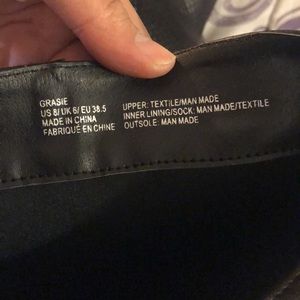 GRASIE
US 8/ UK 6/ EU 38.5
MADE IN CHINA
FABRIQUÉ EN CHINE
UPPER: TEXTILE/MAN MADE
INNER LINING/SOCK: MAN MADE/TEXTILE
OUTSOLE: MAN MADE